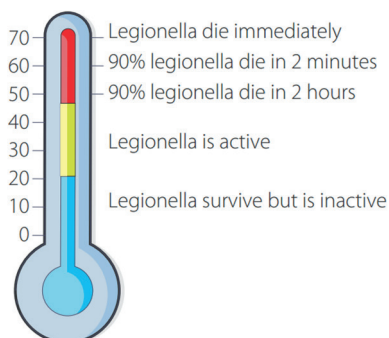 70 Legionella die immediately
60 90% legionella die in 2 minutes
50 90% legionella die in 2 hours
40
30 Legionella is active
20
10 Legionella survive but is inactive
0